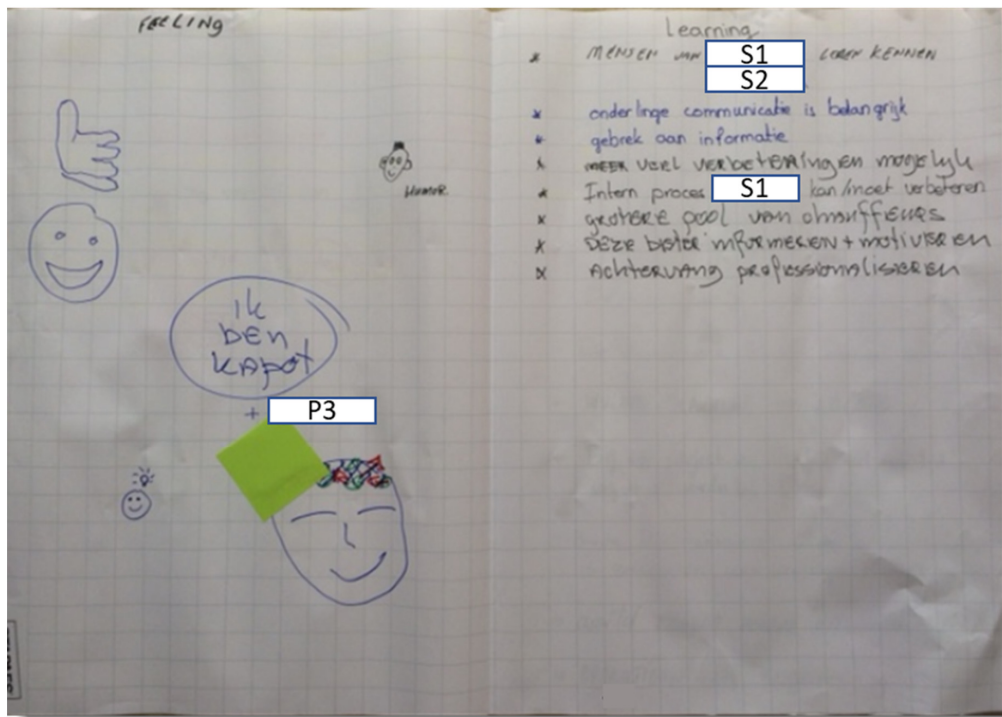 FEELING
HUMOR
ik
bEn
kapot
+ P3
Learning
* MENSEN VAN S1 LEREN KENNEN
S2
* onderlinge communicatie is belangrijk
* gebrek aan informatie
* veel verbeteringen mogelijk
* Intern proces S1 kan/moet verbeteren
* grotere pool van chauffeurs
* Deze informeren + motiveren
* Achtervang professionaliseren